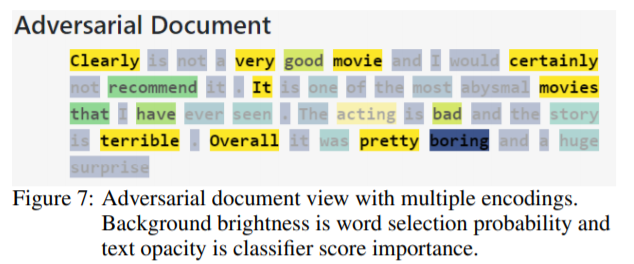 Adversarial Document
Clearly is not a very good movie and I would certainly
not recommend it . It is one of the most abysmal movies
that I have ever seen . The acting is bad and the story
is terrible . Overall it was pretty boring and a huge
surprise
Figure 7: Adversarial document view with multiple encodings.
Background brightness is word selection probability and
text opacity is classifier score importance.